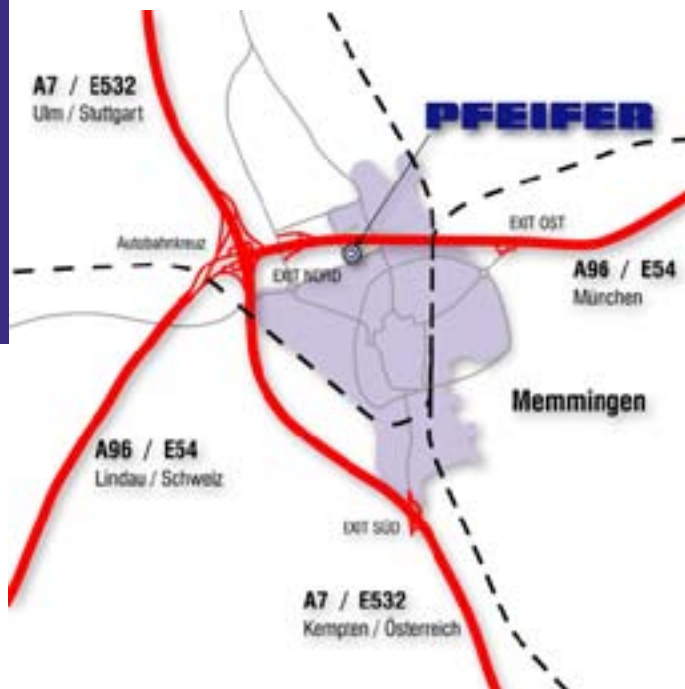 A7 / E532
Ulm / Stuttgart
PFEIFER
EXIT OST
Autobahnkreuz
EXIT NORD
A96 / E54
München
Memmingen
A96 / E54
Lindau / Schweiz
EXIT SÜD
A7 / E532
Kempten / Österreich